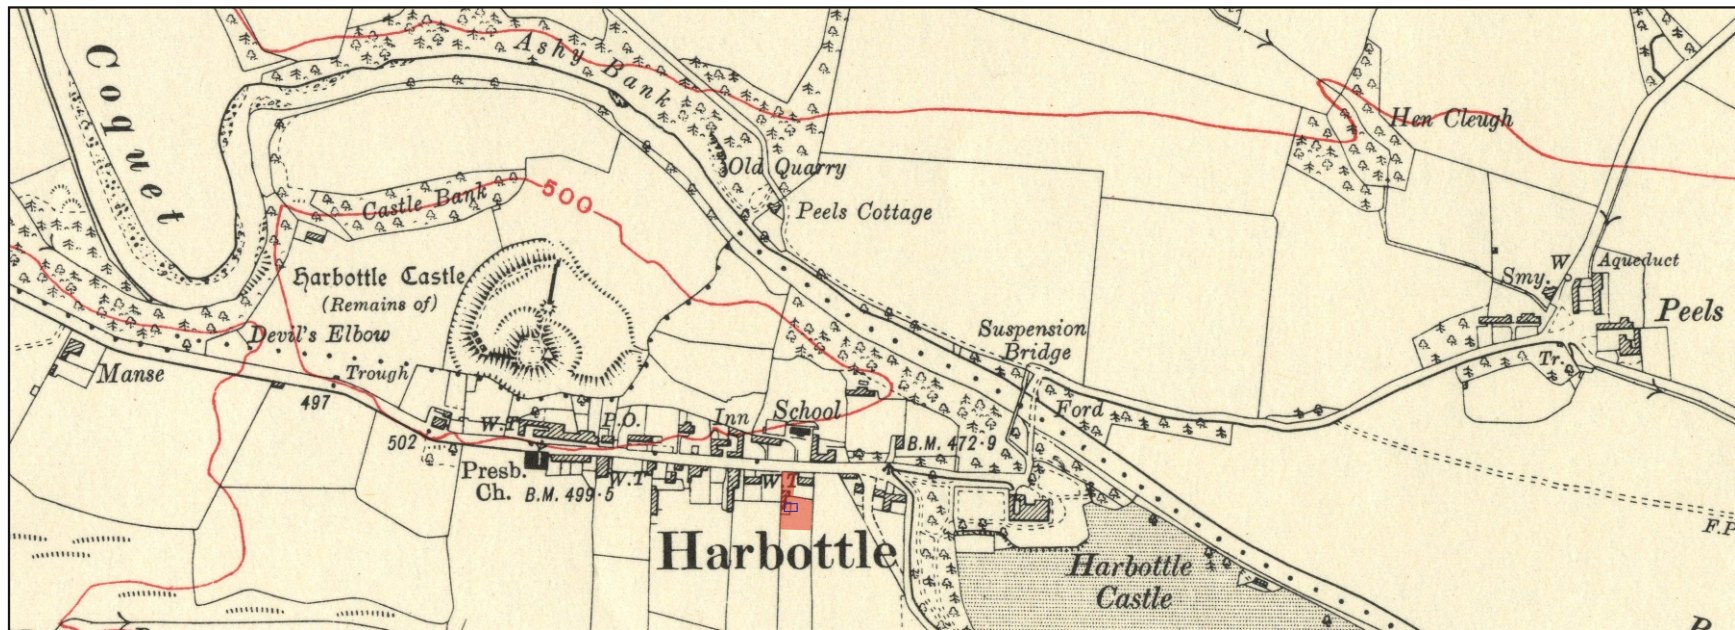 Coquet
Ashy Bank
Hen Cleugh
Old Quarry
Castle Bank
500
Peels Cottage
Harbottle Castle
(Remains of)
W
Aqueduct
Smy.
Peels
Devil's Elbow
Suspension
Bridge
Manse
Trough
Tr.
497
W.T
P.O.
Inn
School
Ford
502
B.M. 472·9
Presb.
Ch.
B.M. 499·5
W.T
W T
Harbottle
Harbottle
Castle
F.P